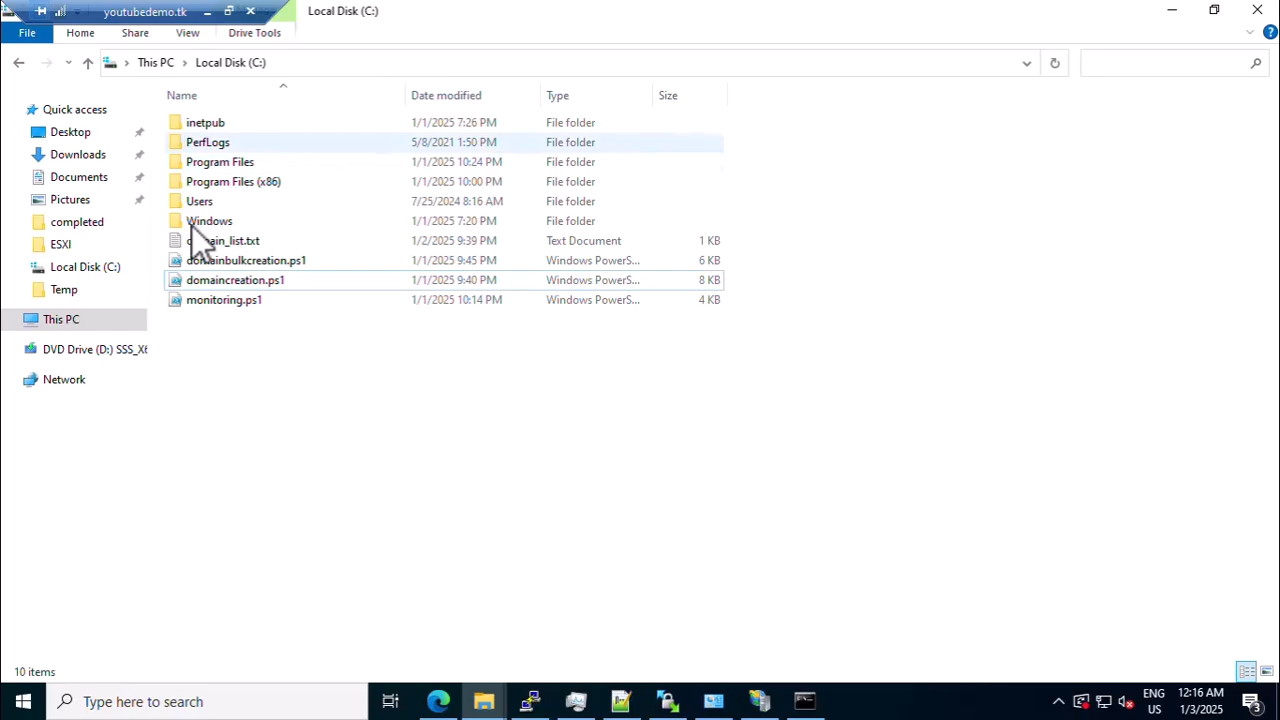 youtubedemo.tk
Local Disk (C:)
File Home Share View Drive Tools
This PC Local Disk (C:)
Name Date modified Type Size
Quick access
Desktop
Downloads
Documents
Pictures
completed
ESXI
Local Disk (C:)
Temp
This PC
DVD Drive (D:) SSS_X6
Network
inetpub 1/1/2025 7:26 PM File folder
PerfLogs 5/8/2021 1:50 PM File folder
Program Files 1/1/2025 10:24 PM File folder
Program Files (x86) 1/1/2025 10:00 PM File folder
Users 7/25/2024 8:16 AM File folder
Windows 1/1/2025 7:20 PM File folder
1/2/2025 9:39 PM Text Document 1 KB
domainbulkcreation.ps1 1/1/2025 9:45 PM Windows PowerS... 6 KB
domaincreation.ps1 1/1/2025 9:40 PM Windows PowerS... 8 KB
monitoring.ps1 1/1/2025 10:14 PM Windows PowerS... 4 KB
10 items
Type here to search
ENG
US
12:16 AM
1/3/2025
3